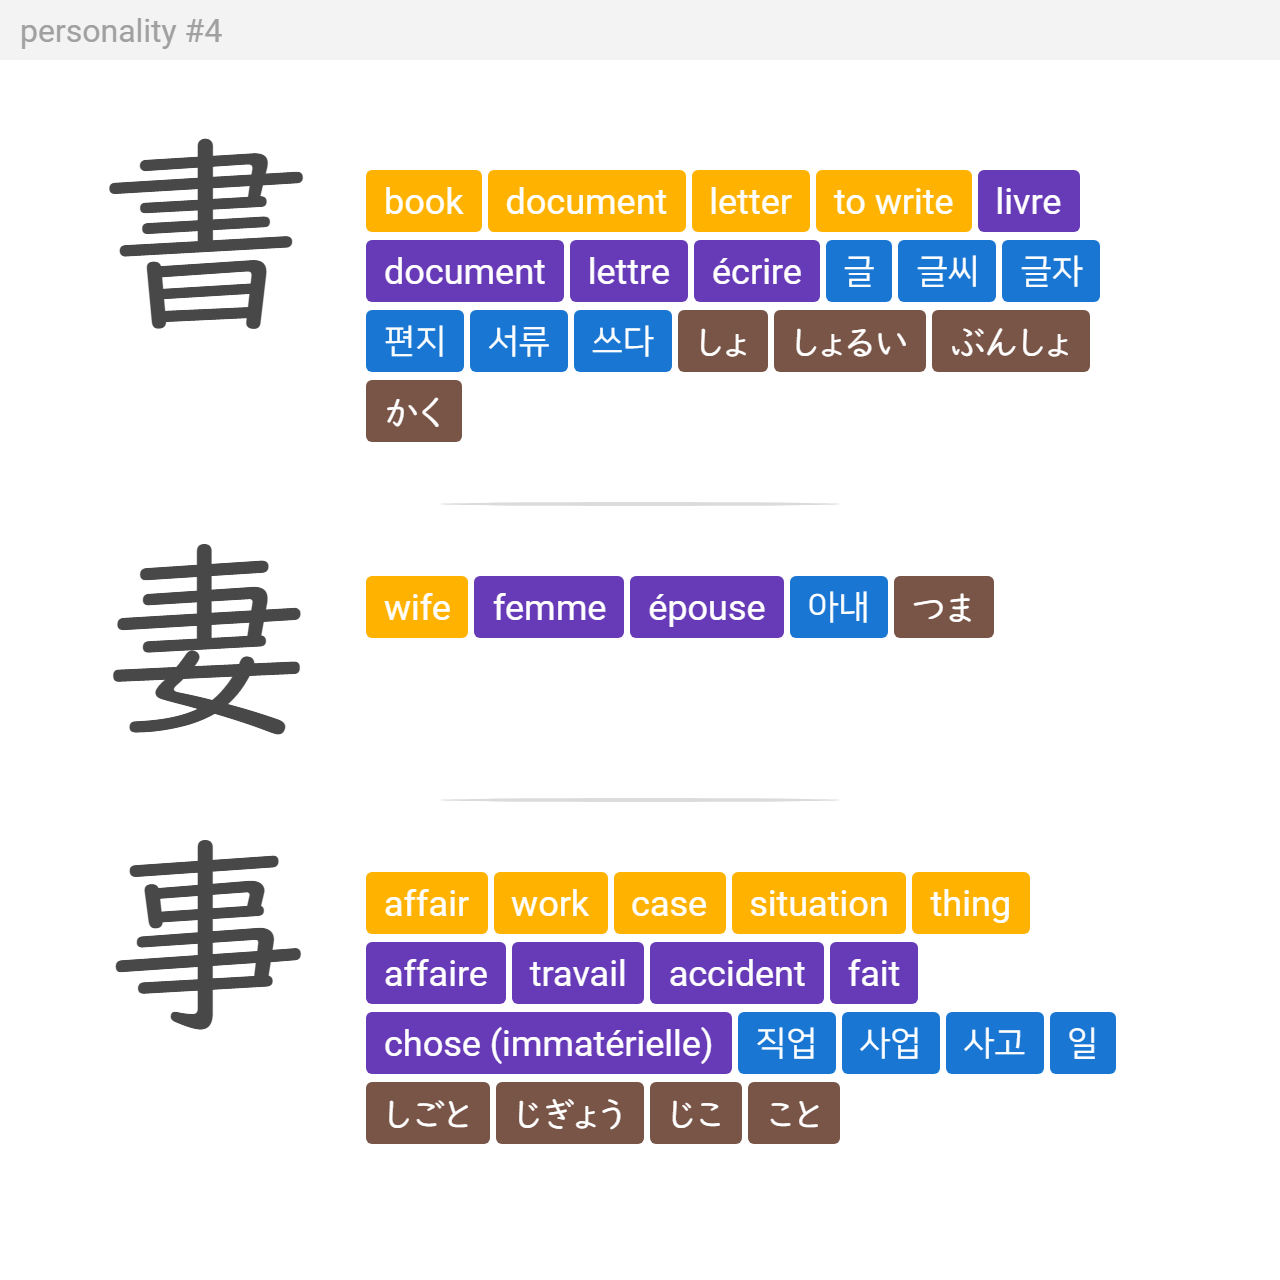 personality #4
書
book document letter to write livre
document lettre écrire 글 글씨 글자
편지 서류 쓰다 しょ しょるい ぶんしょ
かく
妻
wife femme épouse 아내 つま
事
affair work case situation thing
affaire travail accident fait
chose (immatérielle) 직업 사업 사고 일
しごと じぎょう じこ こと